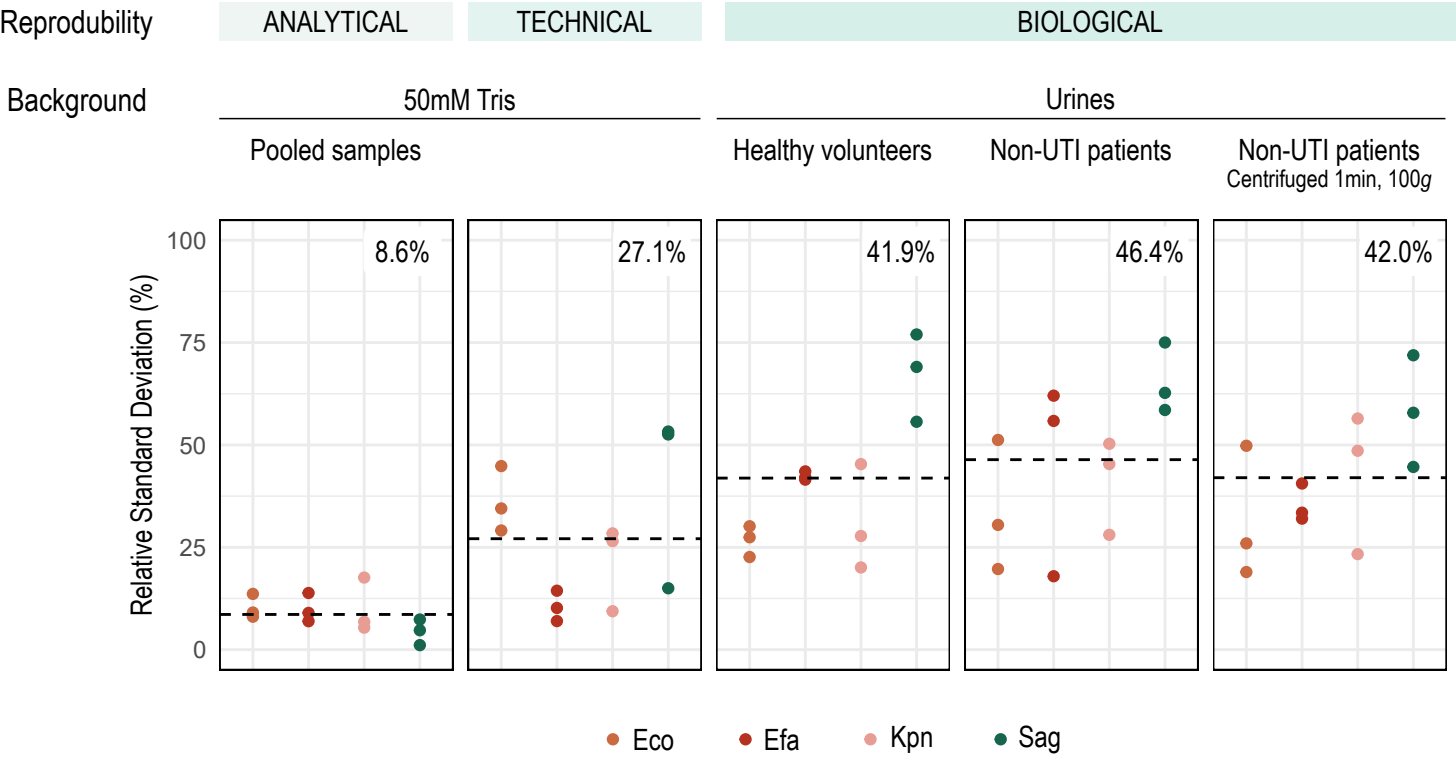 Reprodubility ANALYTICAL TECHNICAL BIOLOGICAL
Background 50mM Tris Urines
Pooled samples Healthy volunteers Non-UTI patients Non-UTI patients
Centrifuged 1min, 100g
8.6% 27.1% 41.9% 46.4% 42.0%
Relative Standard Deviation (%)
100
75
50
25
0
Eco Efa Kpn Sag